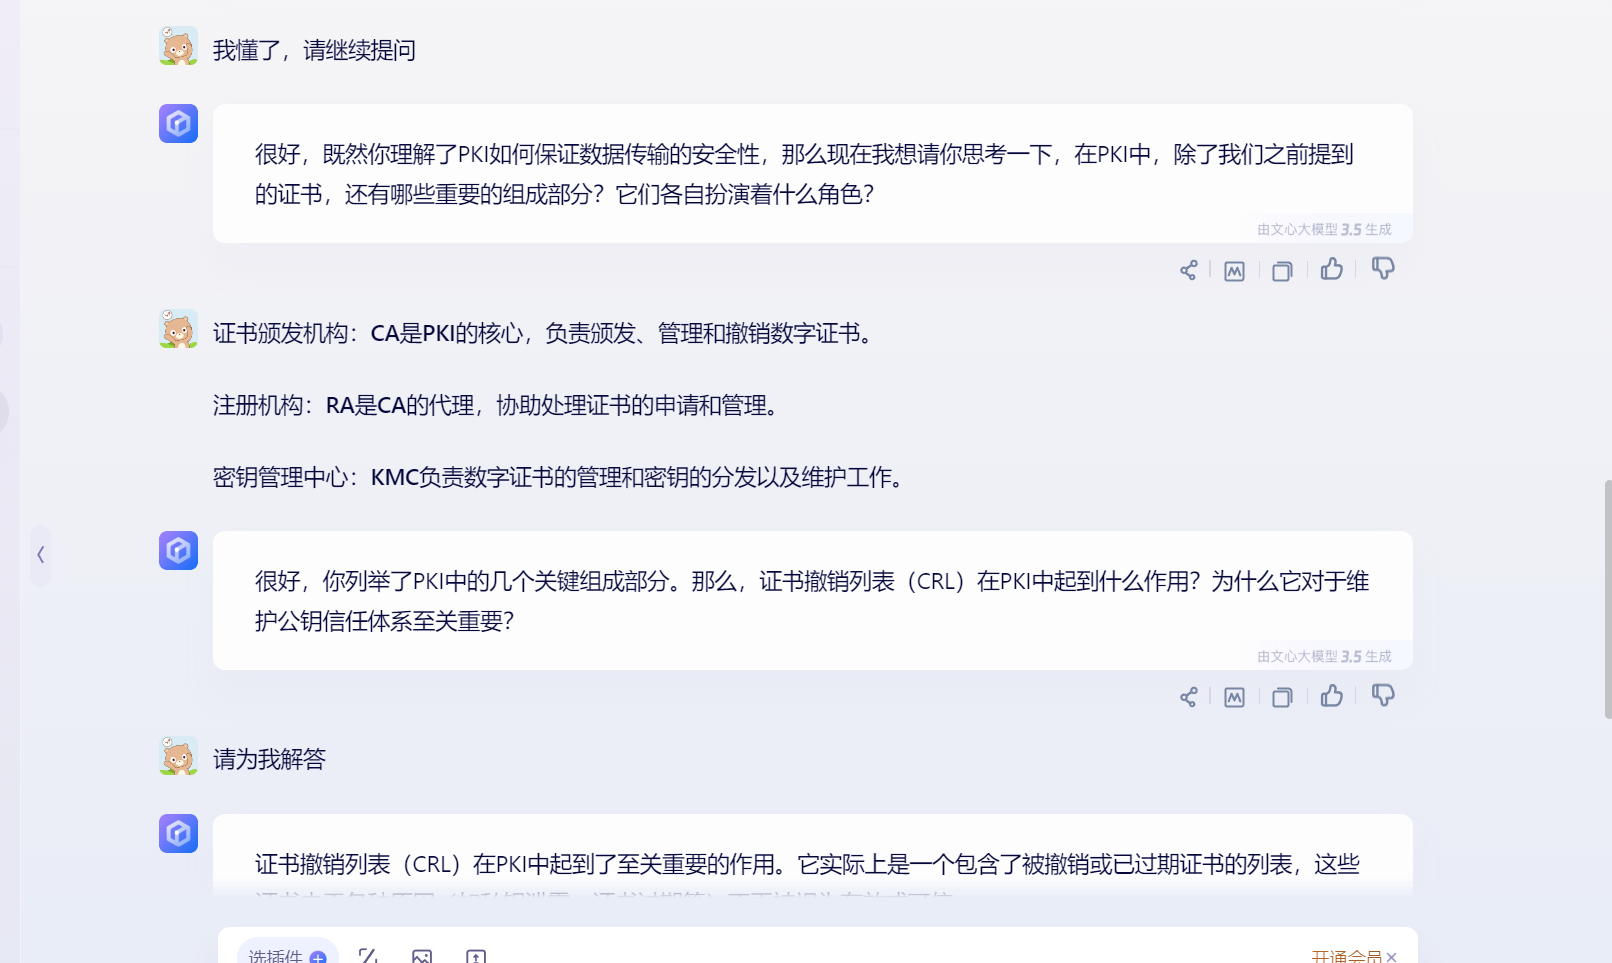 我懂了，请继续提问
很好，既然你理解了PKI如何保证数据传输的安全性，那么现在我想请你思考一下，在PKI中，除了我们之前提到
的证书，还有哪些重要的组成部分？它们各自扮演着什么角色？
由文心大模型 3.5 生成
证书颁发机构：CA是PKI的核心，负责颁发、管理和撤销数字证书。
注册机构：RA是CA的代理，协助处理证书的申请和管理。
密钥管理中心：KMC负责数字证书的管理和密钥的分发以及维护工作。
很好，你列举了PKI中的几个关键组成部分。那么，证书撤销列表（CRL）在PKI中起到什么作用？为什么它对于维
护公钥信任体系至关重要？
由文心大模型 3.5 生成
请为我解答
证书撤销列表（CRL）在PKI中起到了至关重要的作用。它实际上是一个包含了被撤销或已过期证书的列表，这些
选插件
开通会员